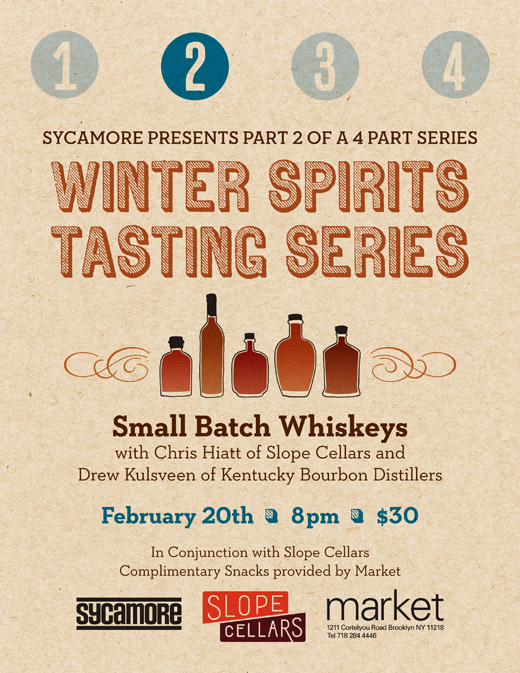 1 2 3 4
SYCAMORE PRESENTS PART 2 OF A 4 PART SERIES
WINTER SPIRITS
TASTING SERIES
Small Batch Whiskeys
with Chris Hiatt of Slope Cellars and
Drew Kulsveen of Kentucky Bourbon Distillers
February 20th 8pm $30
In Conjunction with Slope Cellars
Complimentary Snacks provided by Market
sycamore
SLOPE
CELLARS
market
1211 Cortelyou Road Brooklyn NY 11218
Tel 718 284 4446